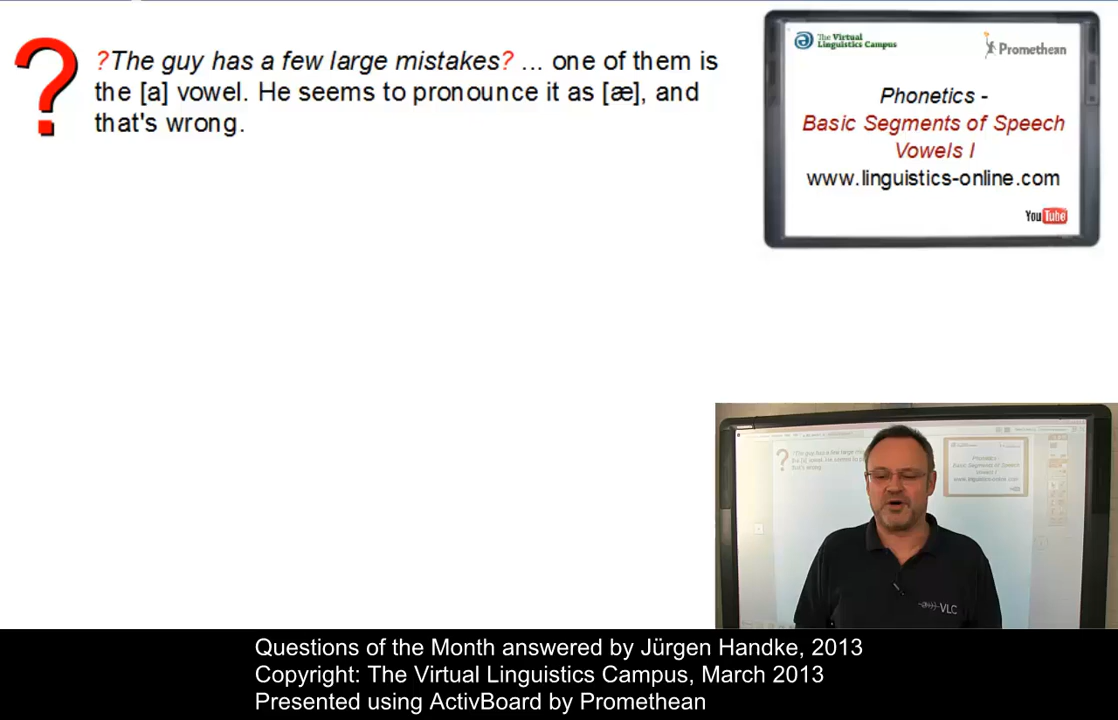 ?
?The guy has a few large mistakes? ... one of them is
the [a] vowel. He seems to pronounce it as [æ], and
that's wrong.
The Virtual
Linguistics Campus
Promethean
Phonetics -
Basic Segments of Speech
Vowels I
www.linguistics-online.com
YouTube
VLC
Questions of the Month answered by Jürgen Handke, 2013
Copyright: The Virtual Linguistics Campus, March 2013
Presented using ActivBoard by Promethean